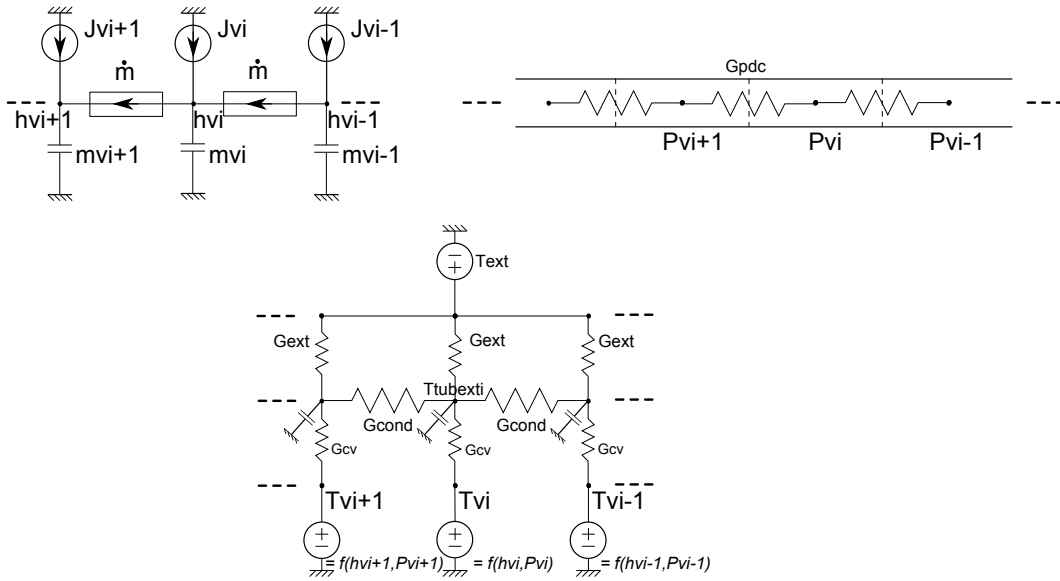 Jvi+1 Jvi Jvi-1
ṁ ṁ
hvi+1 hvi hvi-1
mvi+1 mvi mvi-1
Gpdc
Pvi+1 Pvi Pvi-1
Text
Gext Gext Gext
Ttubexti
Gcond Gcond
Gcv Gcv Gcv
Tvi+1 Tvi Tvi-1
= f(hvi+1,Pvi+1) = f(hvi,Pvi) = f(hvi-1,Pvi-1)